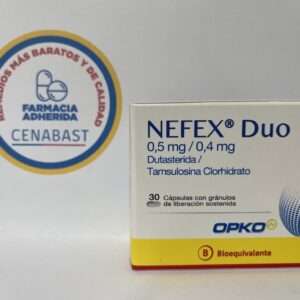 REMEDIOS MÁS BARATOS Y DE CALIDAD
FARMACIA
ADHERIDA
CENABAST
NEFEX® Duo
0,5 mg / 0,4 mg
Dutasterida /
Tamsulosina Clorhidrato
30 Cápsulas con gránulos
de liberación sostenida
OPKO
B Bioequivalente